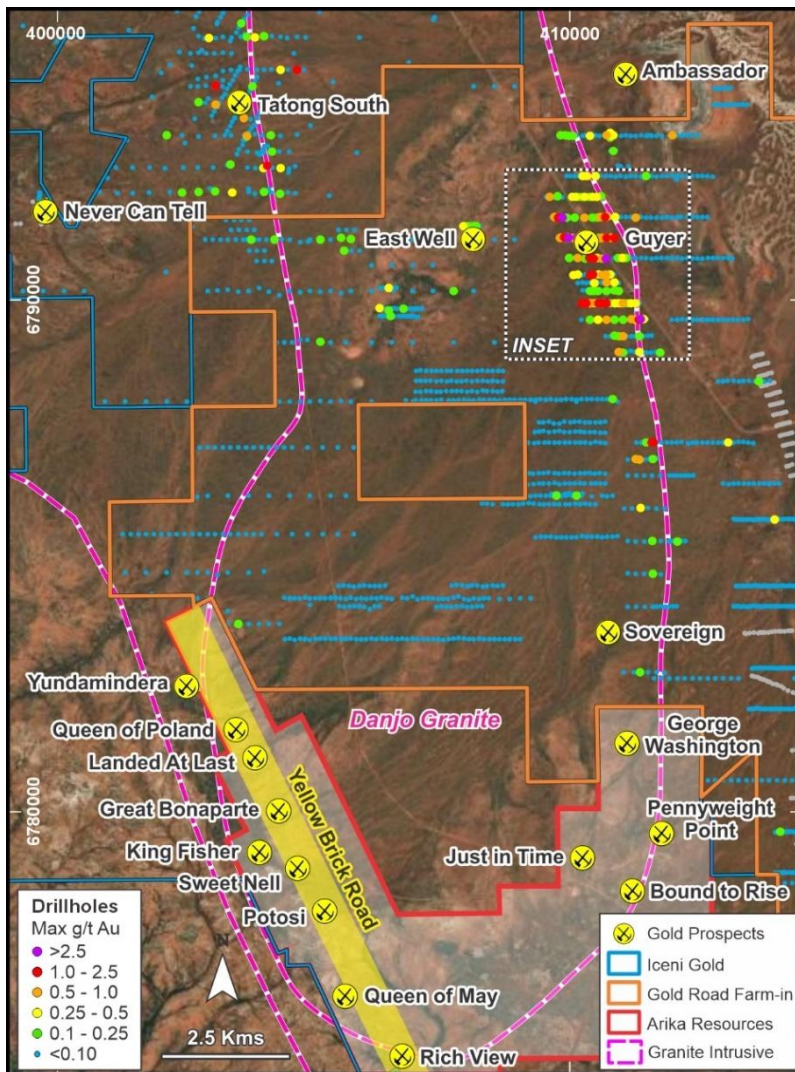 400000
410000
Ambassador
Tatong South
Never Can Tell
East Well
Guyer
6790000
INSET
Sovereign
Yundamindera
Danjo Granite
Queen of Poland
George
Washington
Landed At Last
Yellow Brick Road
6780000
Great Bonaparte
Pennyweight
Point
King Fisher
Just in Time
Sweet Nell
Bound to Rise
Potosi
Queen of May
Rich View
Drillholes
Max g/t Au
>2.5
1.0 - 2.5
0.5 - 1.0
0.25 - 0.5
0.1 - 0.25
<0.10
N
2.5 Kms
Gold Prospects
Iceni Gold
Gold Road Farm-in
Arika Resources
Granite Intrusive